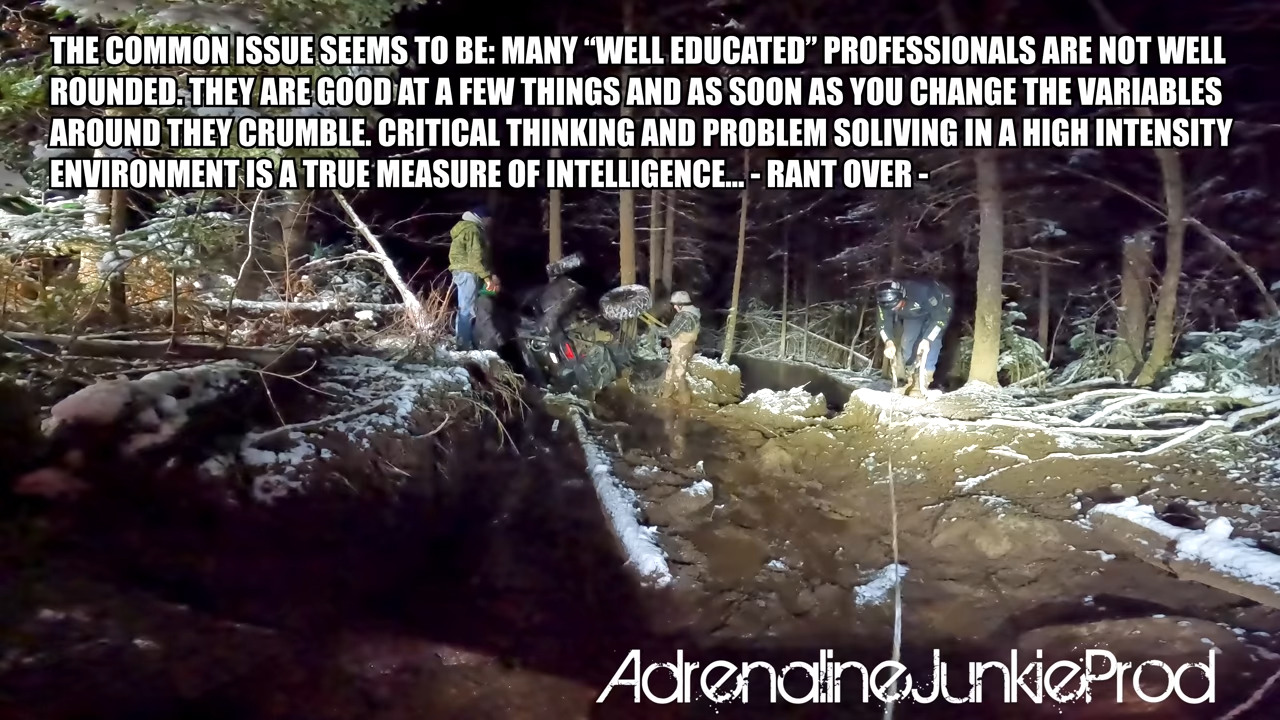 THE COMMON ISSUE SEEMS TO BE: MANY “WELL EDUCATED” PROFESSIONALS ARE NOT WELL
ROUNDED. THEY ARE GOOD AT A FEW THINGS AND AS SOON AS YOU CHANGE THE VARIABLES
AROUND THEY CRUMBLE. CRITICAL THINKING AND PROBLEM SOLIVING IN A HIGH INTENSITY
ENVIRONMENT IS A TRUE MEASURE OF INTELLIGENCE... - RANT OVER -
AdrenalineJunkieProd